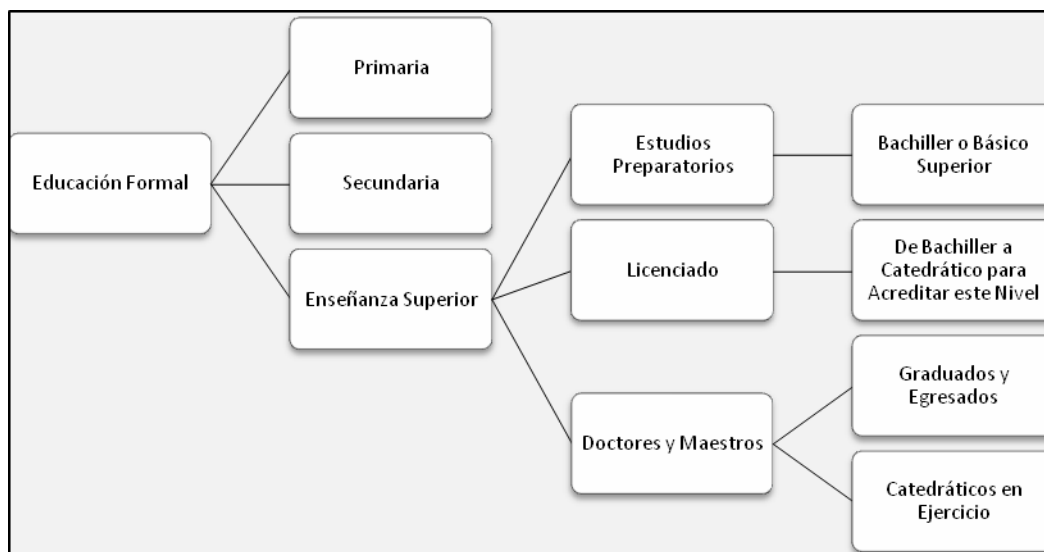 Primaria
Educación Formal
Secundaria
Enseñanza Superior
Estudios
Preparatorios
Bachiller o Básico
Superior
Licenciado
De Bachiller a
Catedrático para
Acreditar este Nivel
Doctores y Maestros
Graduados y
Egresados
Catedráticos en
Ejercicio